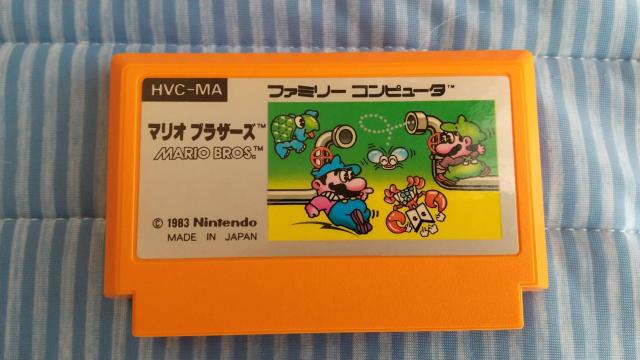 HVC-MA
ファミリー コンピュータ™
マリオ ブラザーズ™
MARIO BROS.™
© 1983 Nintendo
MADE IN JAPAN